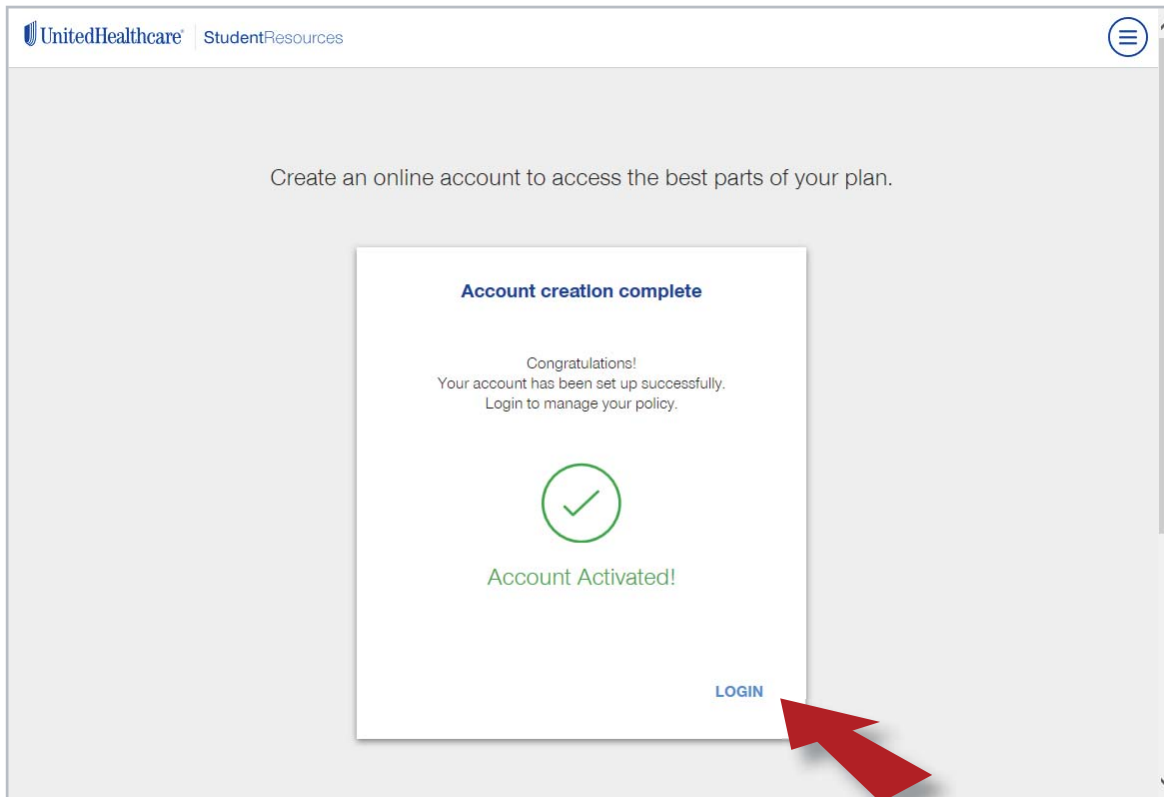 UnitedHealthcare® StudentResources
Create an online account to access the best parts of your plan.
Account creation complete
Congratulations!
Your account has been set up successfully.
Login to manage your policy.
Account Activated!
LOGIN